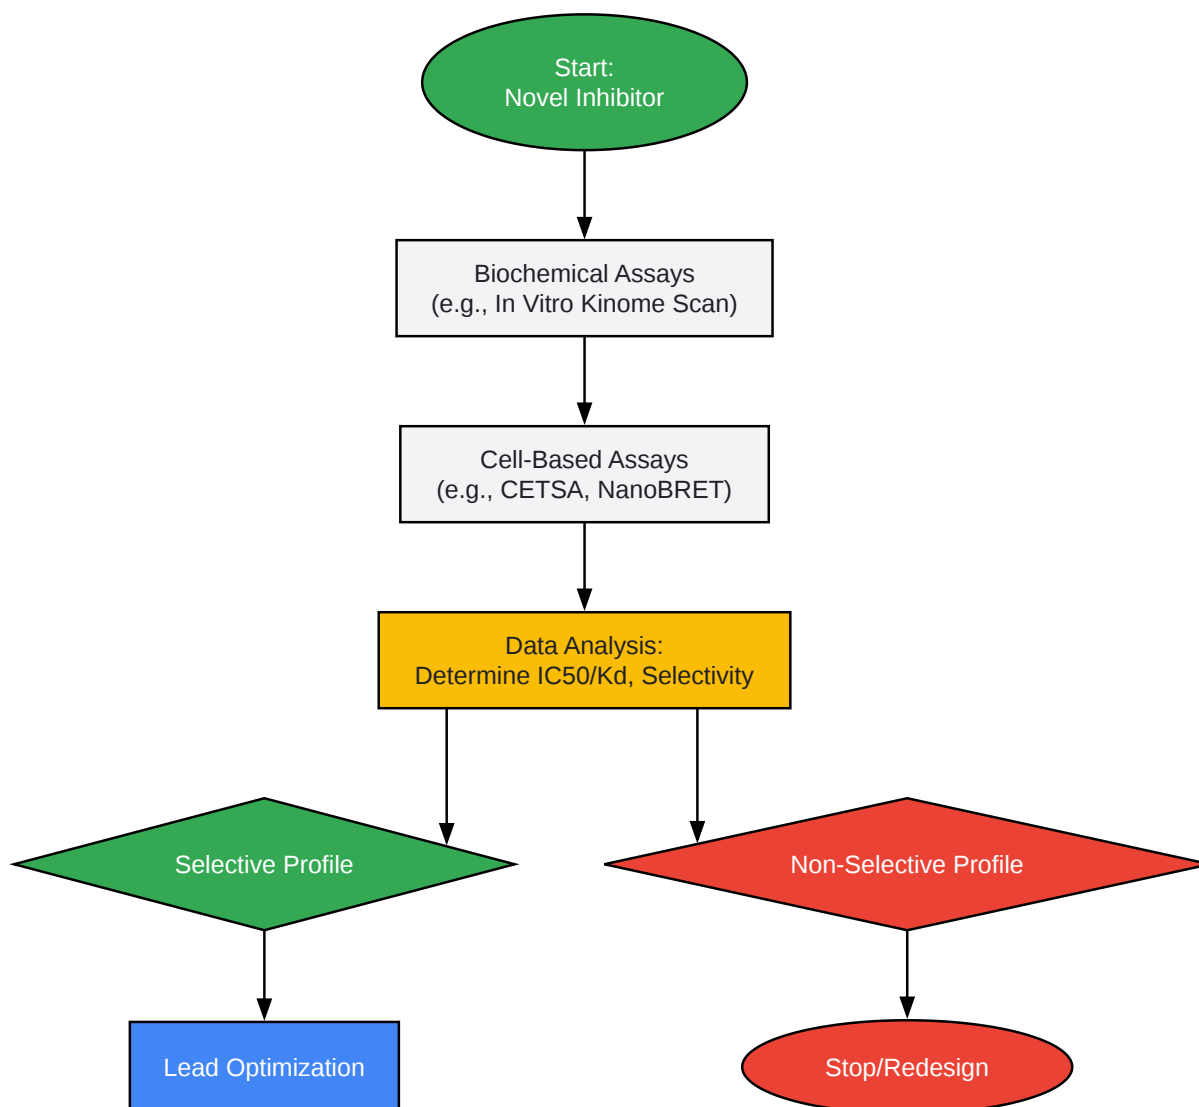 Start:
Novel Inhibitor
Biochemical Assays
(e.g., In Vitro Kinome Scan)
Cell-Based Assays
(e.g., CETSA, NanoBRET)
Data Analysis:
Determine IC50/Kd, Selectivity
Selective Profile
Non-Selective Profile
Lead Optimization
Stop/Redesign